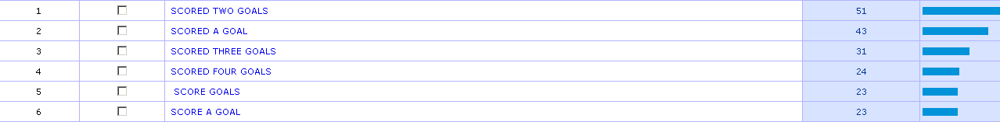 1 SCORED TWO GOALS 51
2 SCORED A GOAL 43
3 SCORED THREE GOALS 31
4 SCORED FOUR GOALS 24
5 SCORE GOALS 23
6 SCORE A GOAL 23